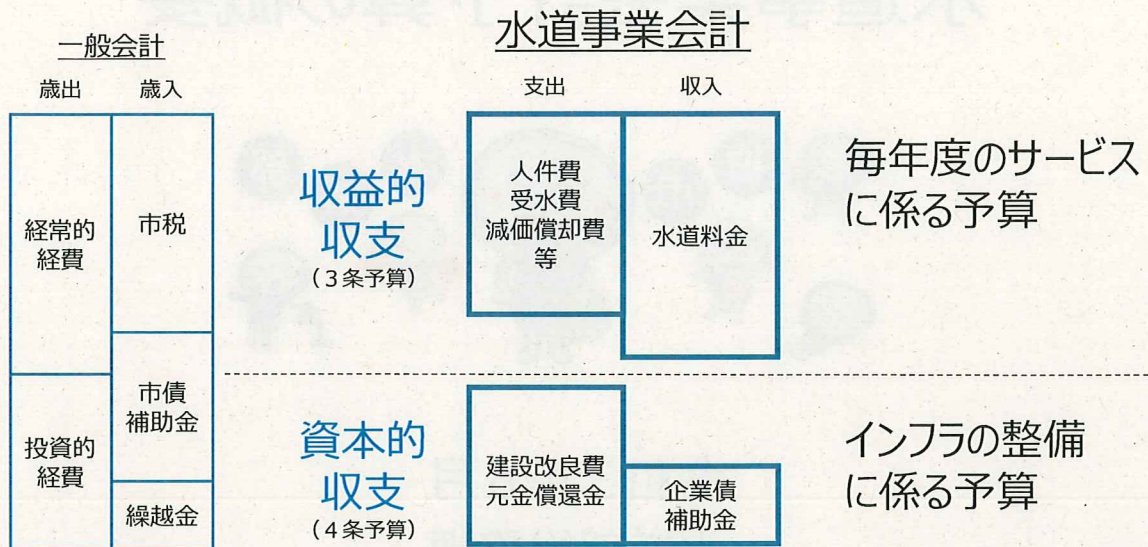 一般会計
歳出
歳入
経常的
経費
投資的
経費
市税
市債
補助金
繰越金
水道事業会計
支出
収入
収益的
収支
(3条予算)
人件費
受水費
減価償却費
等
水道料金
毎年度のサービス
に係る予算
資本的
収支
(4条予算)
建設改良費
元金償還金
企業債
補助金
インフラの整備
に係る予算